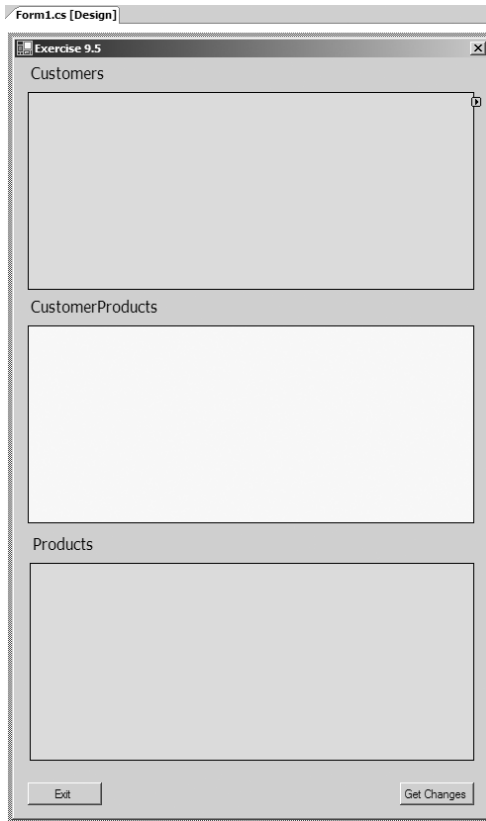 Form1.cs [Design]
Exercise 9.5
Customers
CustomerProducts
Products
Exit
Get Changes